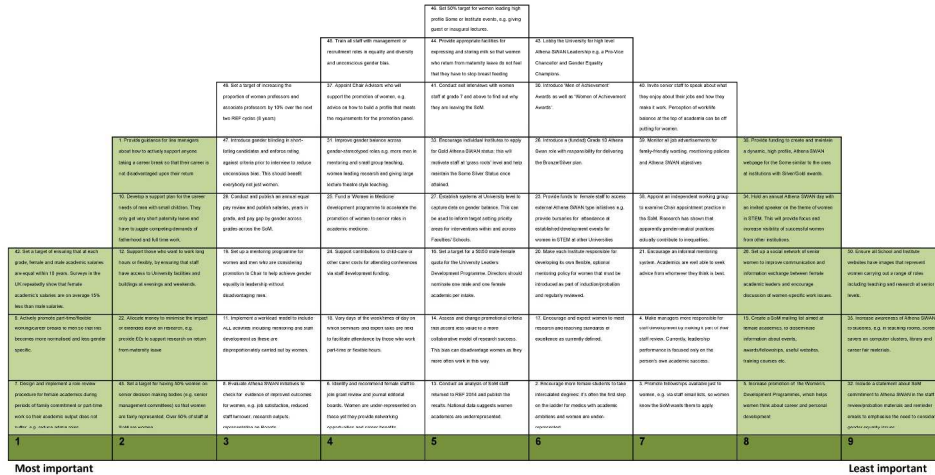 46. Set 50% target for women leading high
profile Some or Institute events, e.g. giving
guest or inaugural lectures.
40. Train all staff with management or
recruitment roles in equality and diversity
and unconscious gender bias.
44. Provide appropriate facilities for
expressing and storing milk so that women
who return from maternity leave do not feel
that they have to stop breast feeding
43. Lobby the University for high level
Athena SWAN Leadership e.g. a Pro-Vice
Chancellor and Gender Equality
Champions.
48. Set a target of increasing the
proportion of women professors and
associate professors by 10% over the next
two REF cycles (8 years)
37. Appoint Chair Advisors who will
support the promotion of women, e.g.
advice on how to build a profile that meets
the requirements for the promotion panel.
41. Conduct exit interviews with women
staff at grade 7 and above to find out why
they are leaving the SoM.
36. Introduce 'Men of Achievement
Awards' as well as "Women of Achievement
Awards".
40. Invite senior staff to speak about what
they enjoy about their jobs and how they
make it work. Perception of work/life
balance at the top of academia can be off
putting for women.
1. Provide guidance for line managers
about how to actively support anyone
taking a career break so that their career is
not disadvantaged upon their return
47. Introduce gender blinding in short-
listing candidates and enforce rating
against criteria prior to interview to reduce
unconscious bias. This should benefit
everybody not just women.
31. Improve gender balance across
gender-stereotyped roles e.g. more men in
mentoring and small group teaching,
women leading research and giving large
lecture theatre style teaching.
33. Encourage individual institutes to apply
for Gold Athena SWAN status. This will
motivate staff at 'grass roots' level and help
maintain the Some Silver Status once
attained.
26. Introduce a (funded) Grade 10 Athena
Swan role with responsibility for delivering
the Bronze/Silver plan.
39. Monitor all job advertisements for
family-friendly wording, mentioning policies
and Athena SWAN objectives
38. Provide funding to create and maintain
a dynamic, high profile, Athena SWAN
webpage for the Some similar to the ones
at institutions with Silver/Gold awards.
10. Develop a support plan for the career
needs of men with small children. They
only get very short paternity leave and
have to juggle competing demands of
fatherhood and full time work.
28. Conduct and publish an annual equal
pay review and publish salaries, years in
grade, and pay gap by gender across
grades across the SoM.
25. Fund a Women in Medicine
development programme to accelerate the
promotion of women to senior roles in
academic medicine.
27. Establish systems at University level to
capture data on gender balance. This can
be used to inform target setting priority
areas for interventions within and across
Faculties/ Schools.
23. Provide funds to female staff to access
external Athena SWAN type initiatives e.g.
provide bursaries for attendance at
established development events for
women in STEM at other Universities
30. Appoint an independent working group
to examine Chair appointment practice in
the SoM. Research has shown that
apparently gender-neutral practices
actually contribute to inequalities.
34. Hold an annual Athena SWAN day with
an invited speaker on the theme of women
in STEM. This will provide focus and
increase visibility of successful women
from other institutions.
42. Set a target of ensuring that at each
grade, female and male academic salaries
are equal within 10 years. Surveys in the
UK repeatedly show that female
academic's salaries are on average 15%
less than male salaries.
12. Support those who want to work long
hours or flexibly, by ensuring that staff
have access to University facilities and
buildings at evenings and weekends.
19. Set up a mentoring programme for
women and men who are considering
promotion to Chair to help achieve gender
equality in leadership without
disadvantaging men.
24. Support contributions to child-care or
other carer costs for attending conferences
via staff development funding.
18. Set a target for a 50:50 male-female
quota for the University Leaders
Development Programme. Directors should
nominate one male and one female
academic per intake.
20. Make each Institute responsible for
developing its own flexible, optional
mentoring policy for women that must be
introduced as part of induction/probation
and regularly reviewed.
21. Encourage an informal mentoring
system. Academics are well able to seek
advice from whomever they think is best.
29. Set up a social network of senior
women to improve communication and
information exchange between female
academic leaders and encourage
discussion of women-specific work issues.
50. Ensure all School and Institute
websites have images that represent
women carrying out a range of roles
including teaching and research at senior
levels.
9. Actively promote part-time/flexible
working/career breaks to men so that this
becomes more normalised and less gender
specific.
22. Allocate money to minimise the impact
of extended leave on research, e.g.
provide £Ss to support research on return
from maternity leave
11. Implement a workload model to include
ALL activities including mentoring and staff
development as these are
disproportionately carried out by women.
16. Vary days of the week/times of day on
which seminars and expert talks are held
to facilitate attendance by those who work
part-time or flexible hours.
14. Assess and change promotional criteria
that accord less value to a more
collaborative model of research success.
This bias can disadvantage women as they
more often work in this way
17. Encourage and expect women to meet
research and teaching standards of
excellence as currently defined.
4. Make managers more responsible for
staff development by making it part of their
staff review. Currently, leadership
performance is focused only on the
person's own academic success.
15. Create a SoM mailing list aimed at
female academics, to disseminate
information about events,
awards/fellowships, useful websites,
training courses etc.
35. Increase awareness of Athena SWAN
to students, e.g. in teaching rooms, screen
savers on computer clusters, library and
career fair materials.
7. Design and implement a role review
procedure for female academics during
periods of family commitment or part-time
work so their academic output does not
suffer, e.g. reduce admin roles.
45. Set a target for having 50% women on
senior decision making bodies (e.g. senior
management committees) so that women
are fairly represented. Over 50% of staff at
SoM are women.
8. Evaluate Athena SWAN initiatives to
check for evidence of improved outcomes
for women, e.g. job satisfaction, reduced
staff turnover, research outputs,
representation on Boards.
6. Identify and recommend female staff to
join grant review and journal editorial
boards. Women are under-represented on
these yet they provide networking
opportunities and career benefits.
13. Conduct an analysis of SoM staff
returned to REF 2014 and publish the
results. National data suggests women
academics are underrepresented
2. Encourage more female students to take
intercalated degrees; it's often the first step
on the ladder for medics with academic
ambitions and women are under-
represented.
3. Promote fellowships available just to
women, e.g. via staff email lists, so women
know the SoM wants them to apply
5. Increase promotion of the Women's
Development Programme, which helps
women think about career and personal
development.
32. Include a statement about SoM
commitment to Athena SWAN in the staff
review/probation materials and reminder
emails to emphasise the need to consider
gender equality issues.
1 2 3 4 5 6 7 8 9
Most important Least important